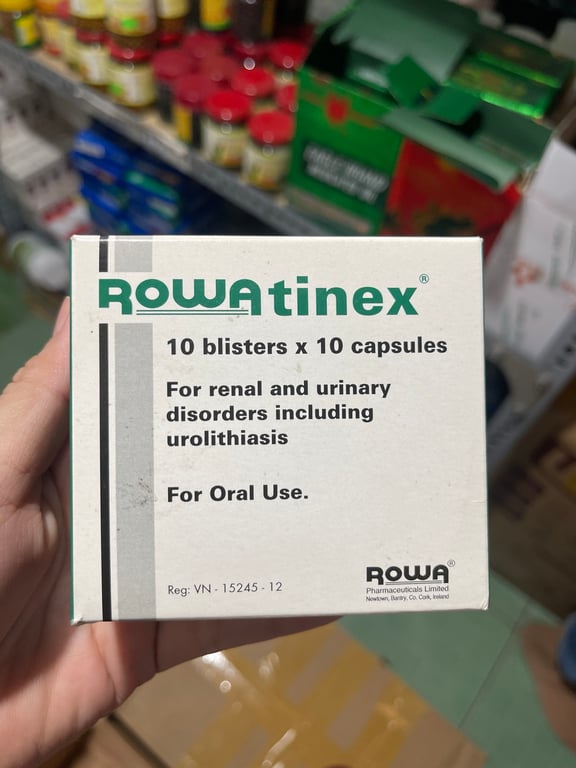 ROWAtinex®
10 blisters x 10 capsules
For renal and urinary
disorders including
urolithiasis
For Oral Use.
Reg: VN - 15245 - 12
ROWA®
Pharmaceuticals Limited
Newtown, Bantry, Co. Cork, Ireland